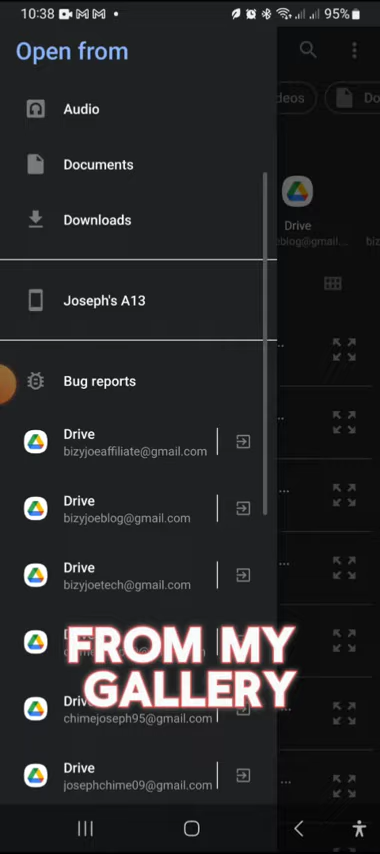 10:38
95%
Open from
Audio
deos
Do
Documents
Drive
eblog@gmail....
biz
Downloads
Joseph's A13
Bug reports
Drive
bizyjoeaffiliate@gmail.com
Drive
bizyjoeblog@gmail.com
Drive
bizyjoetech@gmail.com
FROM MY
GALLERY
Drive
chimejoseph95@gmail.com
Drive
josephchime09@gmail.com